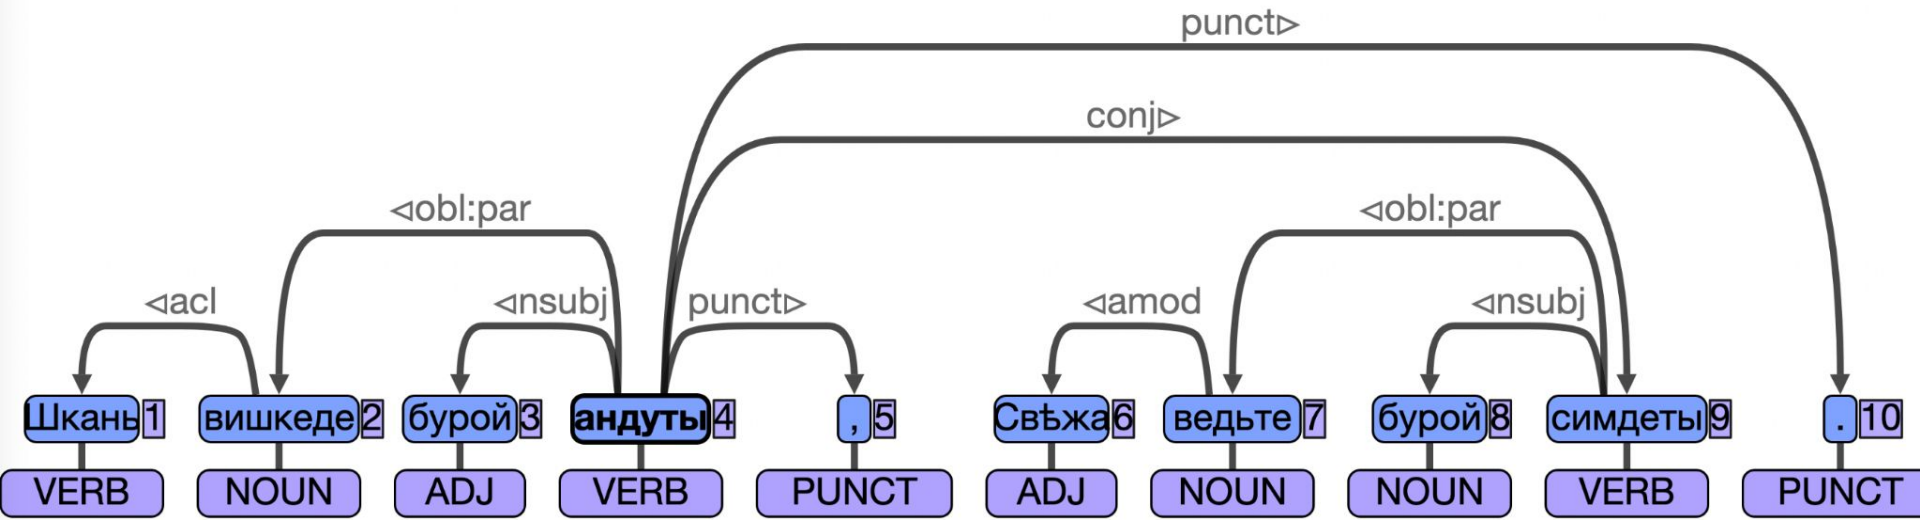 punct▷
conj▷
◁obl:par ◁obl:par
◁acl ◁nsubj punct▷ ◁amod ◁nsubj
Шкань 1 вишкеде 2 бурой 3 андуты 4 , 5 Свѣжа 6 ведьте 7 бурой 8 симдеты 9 . 10
VERB NOUN ADJ VERB PUNCT ADJ NOUN NOUN VERB PUNCT